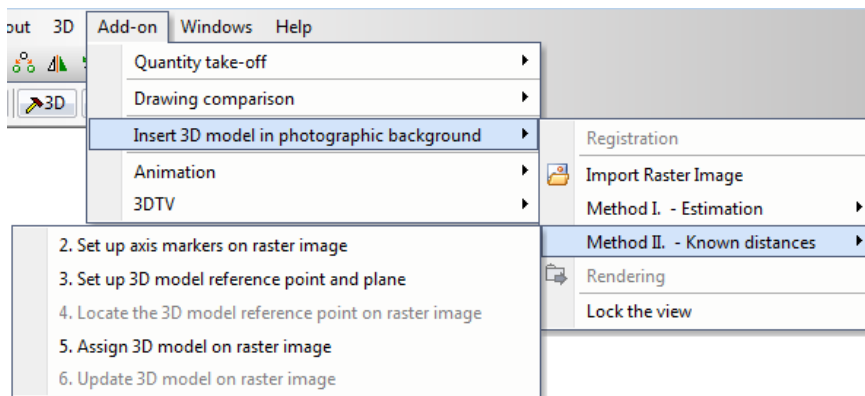 out 3D Add-on Windows Help
3D
Quantity take-off
Drawing comparison
Insert 3D model in photographic background
Animation
3DTV
Registration
Import Raster Image
Method I. - Estimation
Method II. - Known distances
Rendering
Lock the view
2. Set up axis markers on raster image
3. Set up 3D model reference point and plane
4. Locate the 3D model reference point on raster image
5. Assign 3D model on raster image
6. Update 3D model on raster image